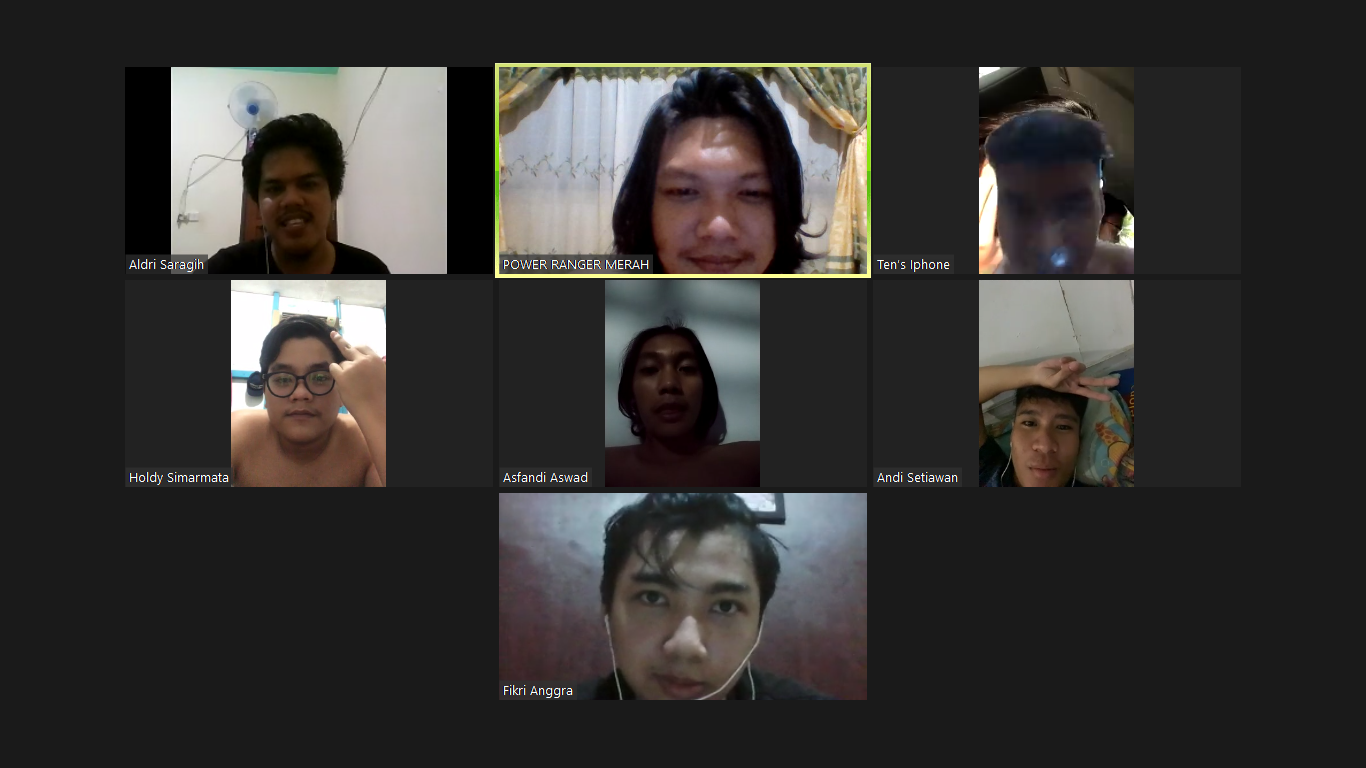 Aldri Saragih
POWER RANGER MERAH
Ten's Iphone
Holdy Simarmata
Asfandi Aswad
Andi Setiawan
Fikri Anggra